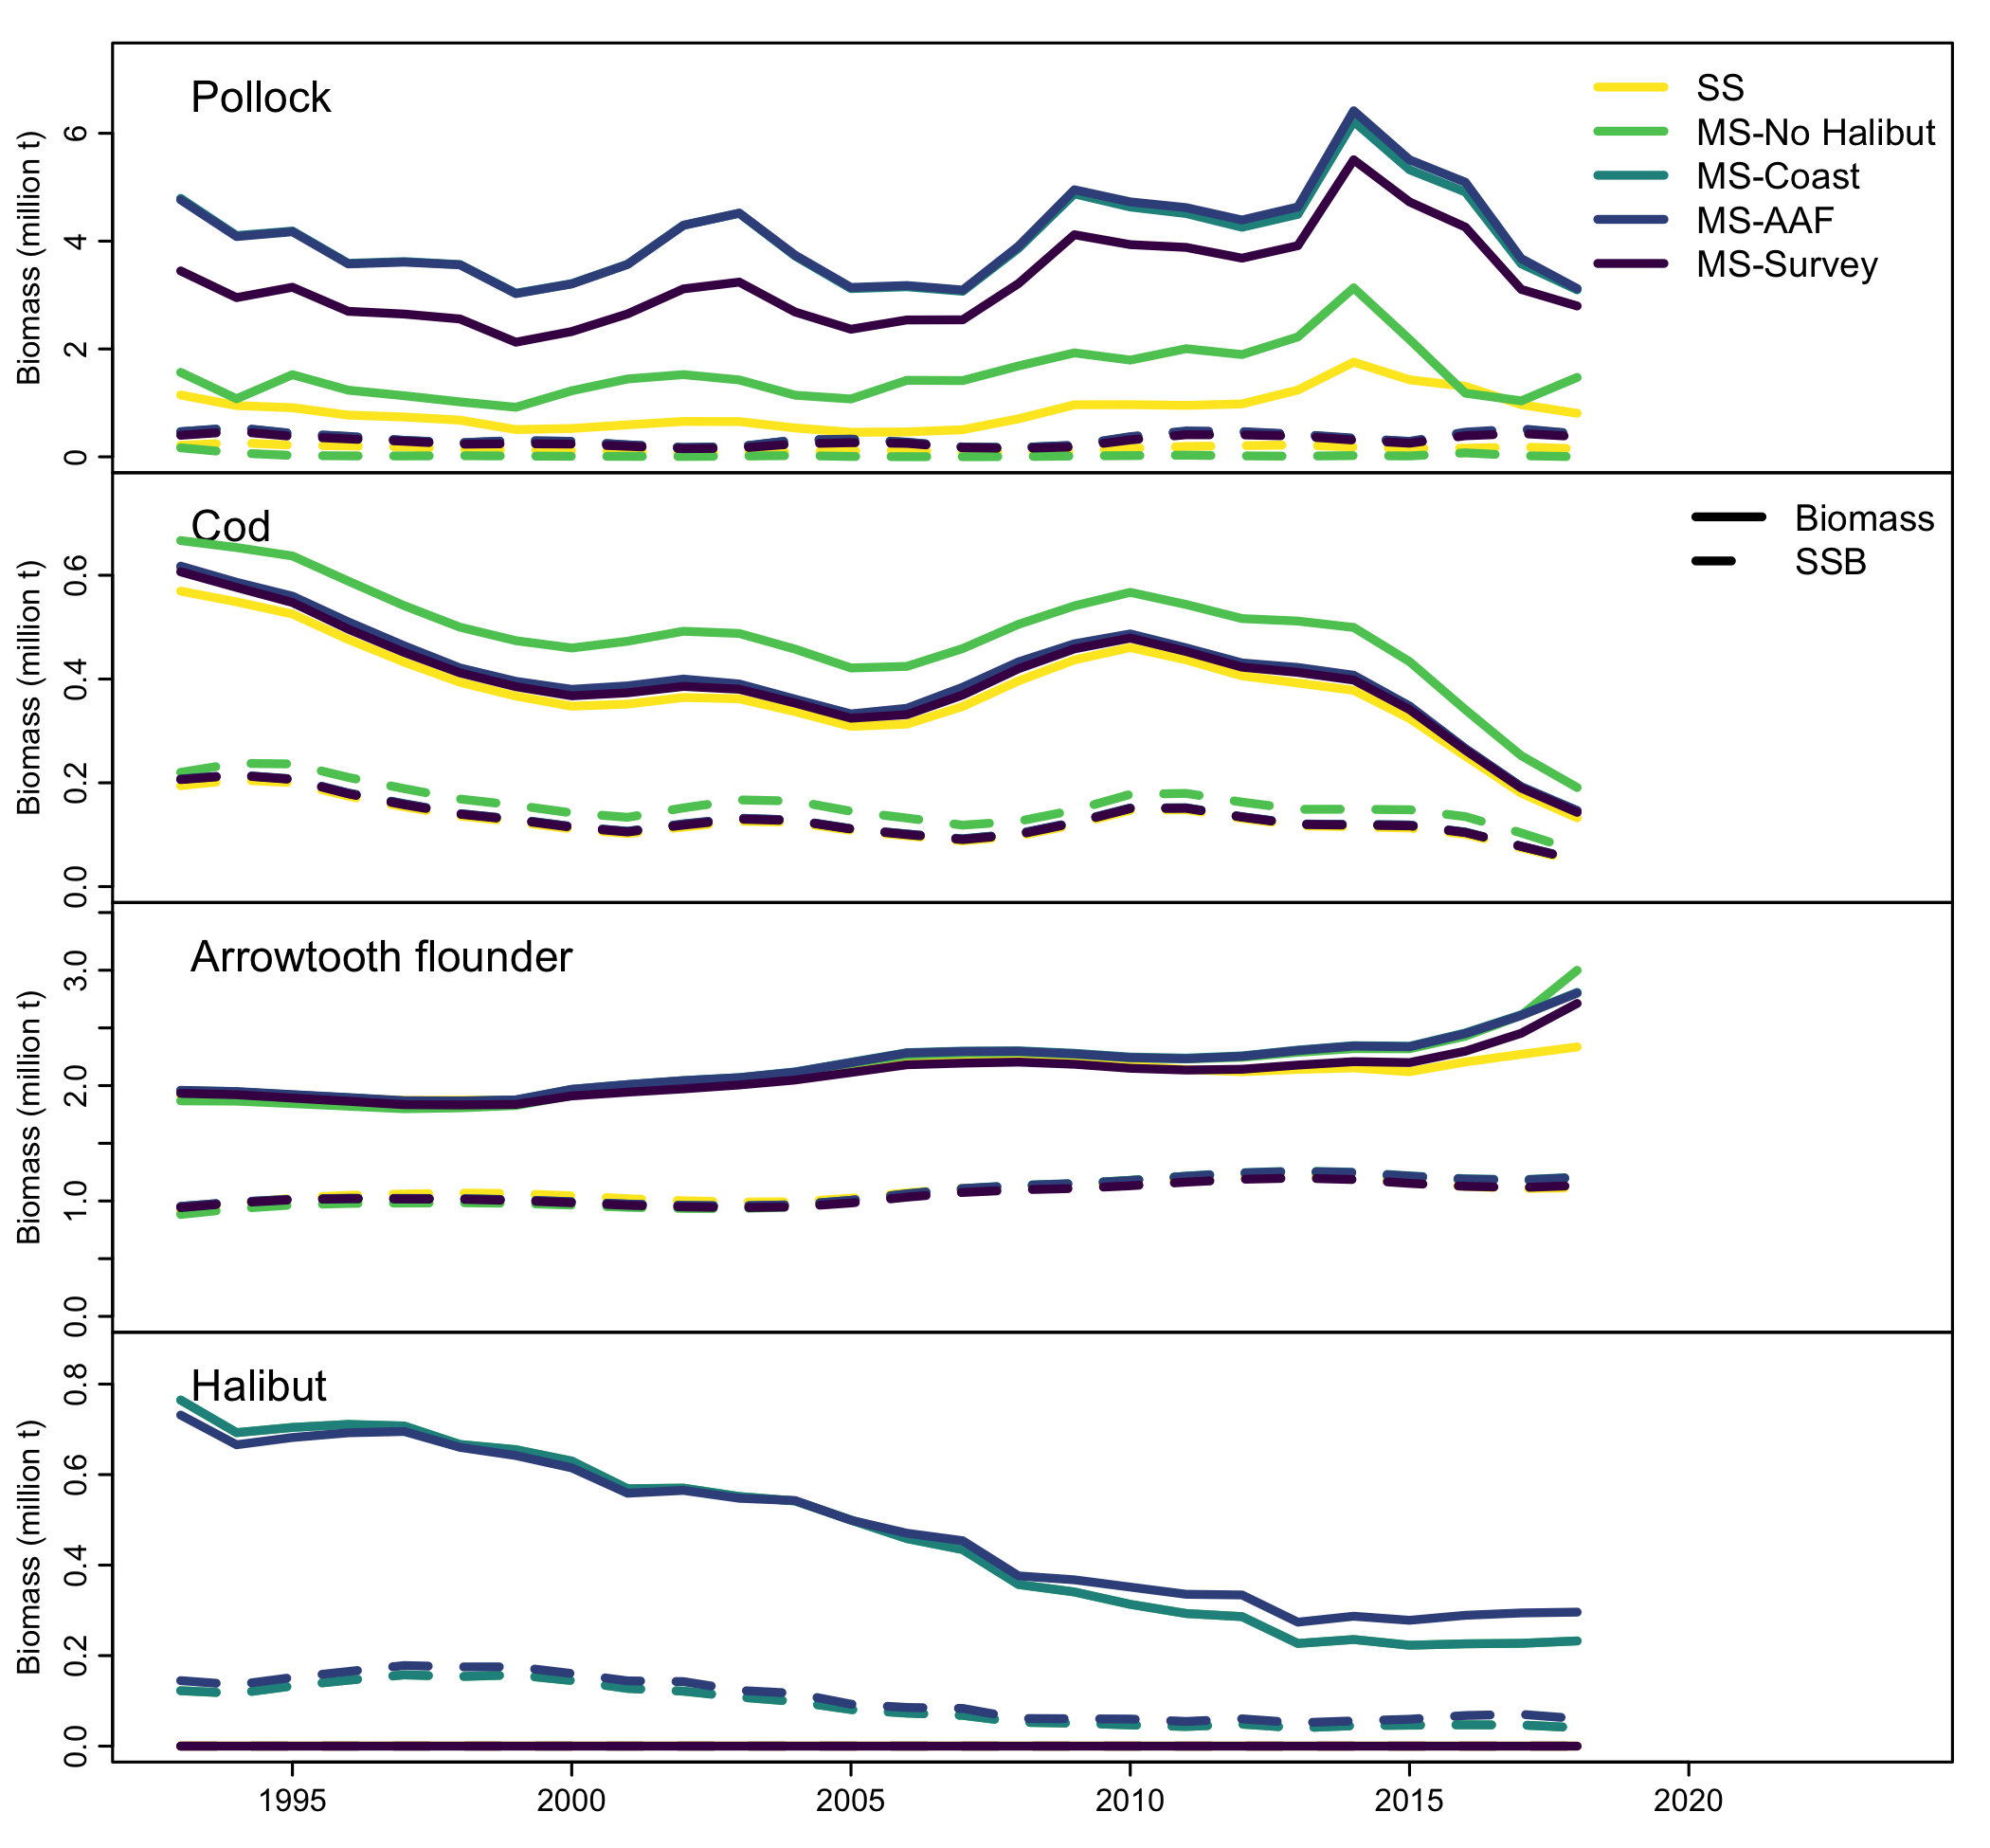 Pollock
Biomass (million t)
6
4
2
0
SS
MS-No Halibut
MS-Coast
MS-AAF
MS-Survey
Cod
Biomass (million t)
0.6
0.4
0.2
0.0
Biomass
SSB
Arrowtooth flounder
Biomass (million t)
3.0
2.0
1.0
0.0
Halibut
Biomass (million t)
0.8
0.6
0.4
0.2
0.0
1995 2000 2005 2010 2015 2020